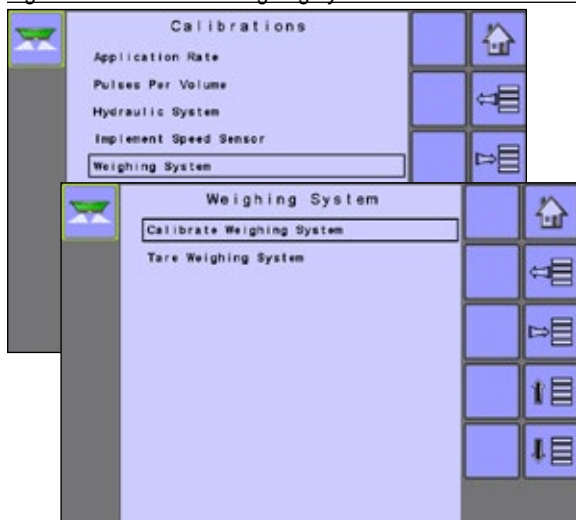 Calibrations
Application Rate
Pulses Per Volume
Hydraulic System
Implement Speed Sensor
Weighing System
Weighing System
Calibrate Weighing System
Tare Weighing System